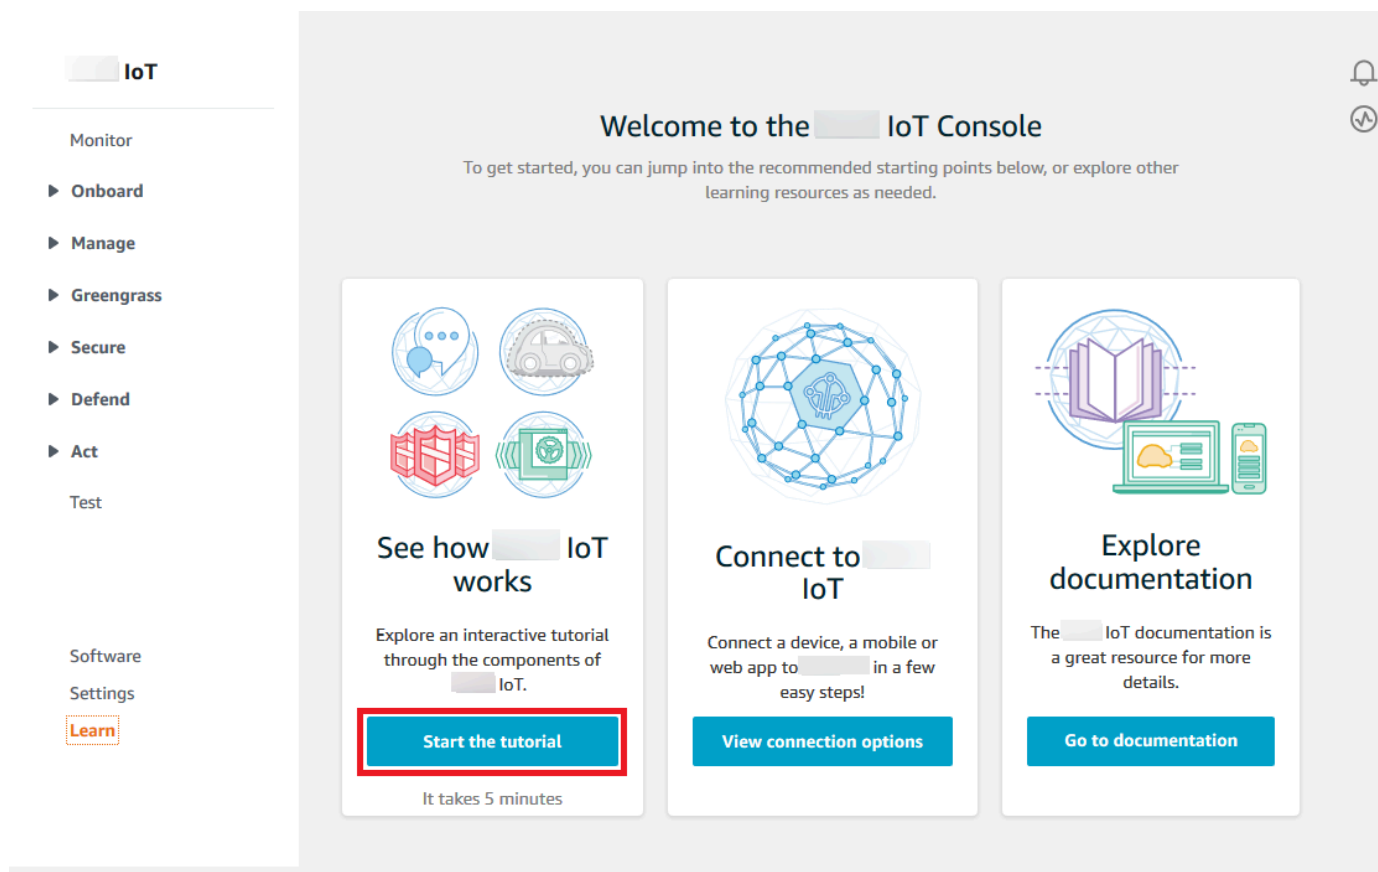 IoT
Monitor
Onboard
Manage
Greengrass
Secure
Defend
Act
Test
Software
Settings
Learn
Welcome to the IoT Console
To get started, you can jump into the recommended starting points below, or explore other
learning resources as needed.
See how IoT
works
Explore an interactive tutorial
through the components of
IoT.
Start the tutorial
It takes 5 minutes
Connect to
IoT
Connect a device, a mobile or
web app to in a few
easy steps!
View connection options
Explore
documentation
The IoT documentation is
a great resource for more
details.
Go to documentation